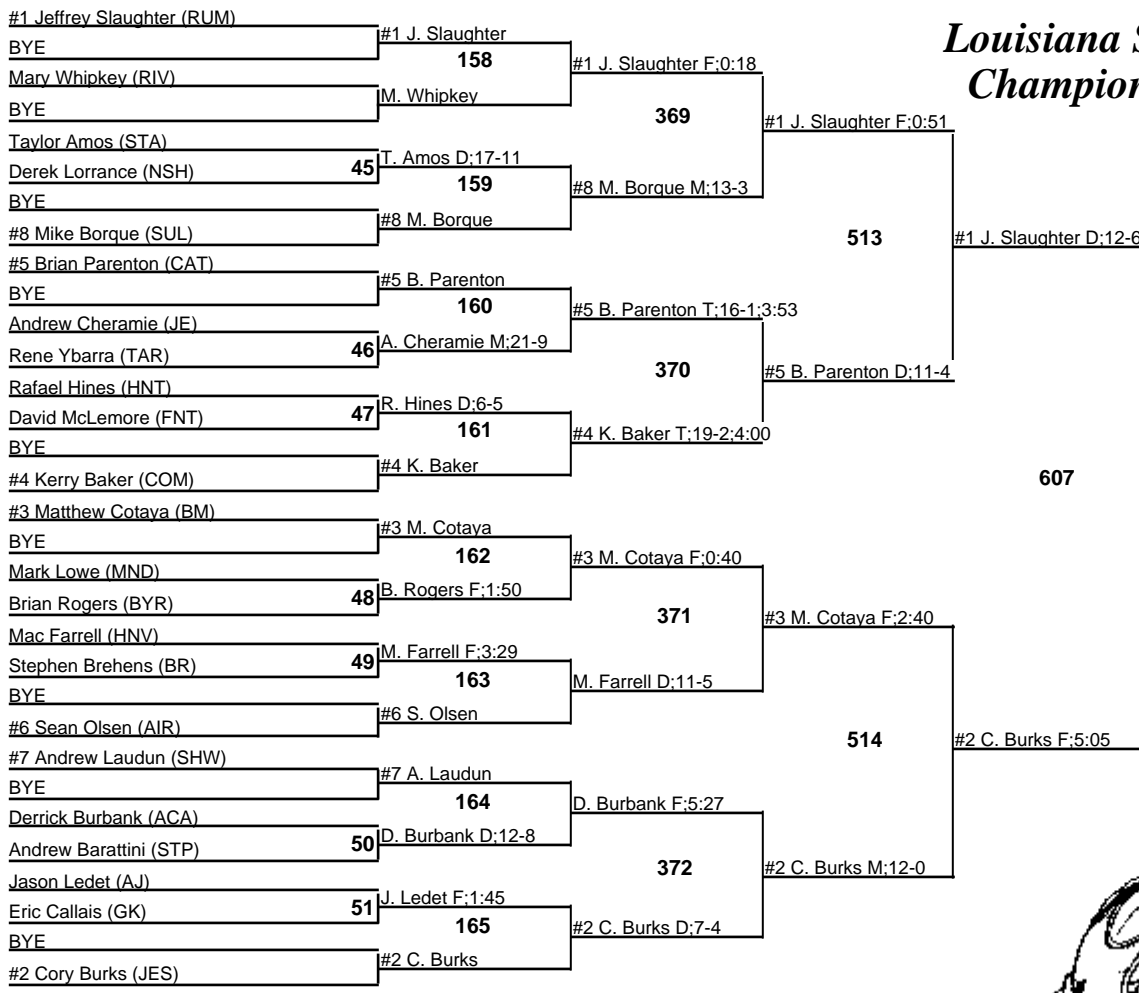 #1 Jeffrey Slaughter (RUM)
BYE
Mary Whipkey (RIV)
BYE
Taylor Amos (STA)
Derek Lorrance (NSH)
BYE
#8 Mike Borque (SUL)
#5 Brian Parenton (CAT)
BYE
Andrew Cheramie (JE)
Rene Ybarra (TAR)
Rafael Hines (HNT)
David McLemore (FNT)
BYE
#4 Kerry Baker (COM)
#3 Matthew Cotaya (BM)
BYE
Mark Lowe (MND)
Brian Rogers (BYR)
Mac Farrell (HNV)
Stephen Brehens (BR)
BYE
#6 Sean Olsen (AIR)
#7 Andrew Laudun (SHW)
BYE
Derrick Burbank (ACA)
Andrew Barattini (STP)
Jason Ledet (AJ)
Eric Callais (GK)
BYE
#2 Cory Burks (JES)
45
46
47
48
49
50
51
#1 J. Slaughter
158
M. Whipkey
T. Amos D;17-11
159
#8 M. Borque
#5 B. Parenton
160
A. Cheramie M;21-9
R. Hines D;6-5
161
#4 K. Baker
#3 M. Cotaya
162
B. Rogers F;1:50
M. Farrell F;3:29
163
#6 S. Olsen
#7 A. Laudun
164
D. Burbank D;12-8
J. Ledet F;1:45
165
#2 C. Burks
#1 J. Slaughter F;0:18
369
#8 M. Borque M;13-3
#5 B. Parenton T;16-1;3:53
370
#4 K. Baker T;19-2;4:00
#3 M. Cotaya F;0:40
371
M. Farrell D;11-5
D. Burbank F;5:27
372
#2 C. Burks D;7-4
#1 J. Slaughter F;0:51
513
#5 B. Parenton D;11-4
#3 M. Cotaya F;2:40
514
#2 C. Burks M;12-0
Louisiana S
Champion
#1 J. Slaughter D;12-6
607
#2 C. Burks F;5:05